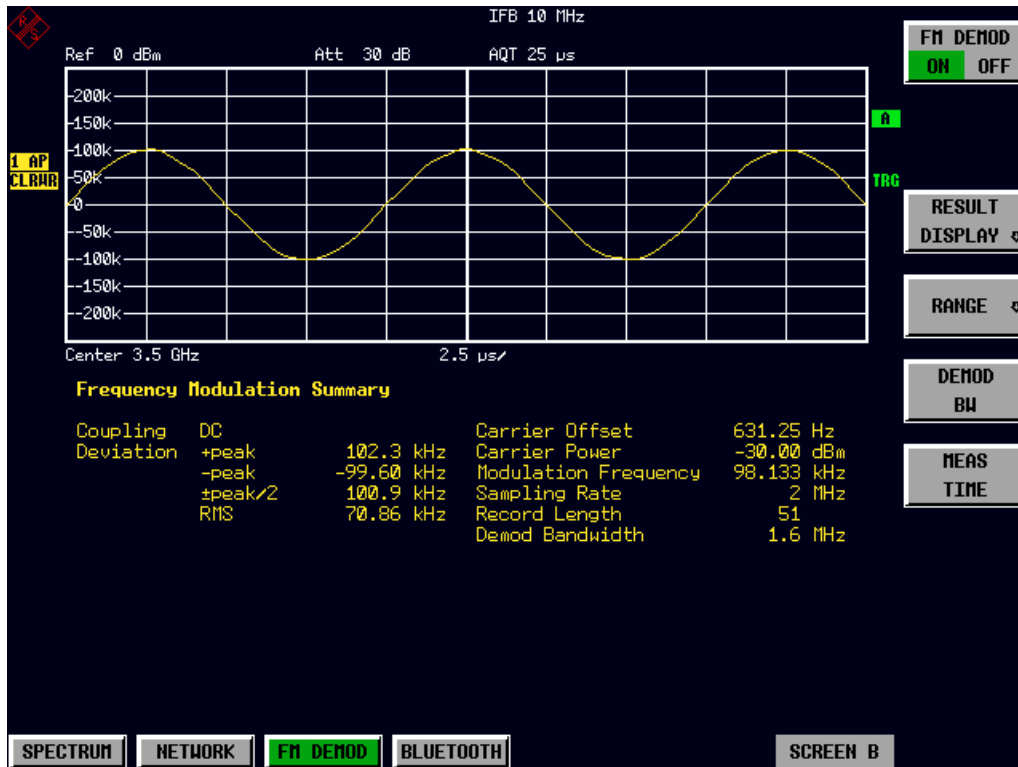 R S
IFB 10 MHz
Ref 0 dBm Att 30 dB AQT 25 µs
FM DEMOD
ON OFF
200k
150k
100k
50k
0
-50k
-100k
-150k
-200k
1 AP
CLRWR
A
TRG
RESULT
DISPLAY
RANGE
DEMOD
BW
MEAS
TIME
Center 3.5 GHz 2.5 µs/
Frequency Modulation Summary
Coupling DC Carrier Offset 631.25 Hz
Deviation +peak 102.3 kHz Carrier Power -30.00 dBm
-peak -99.60 kHz Modulation Frequency 98.133 kHz
±peak/2 100.9 kHz Sampling Rate 2 MHz
RMS 70.86 kHz Record Length 51
Demod Bandwidth 1.6 MHz
SPECTRUM NETWORK FM DEMOD BLUETOOTH SCREEN B